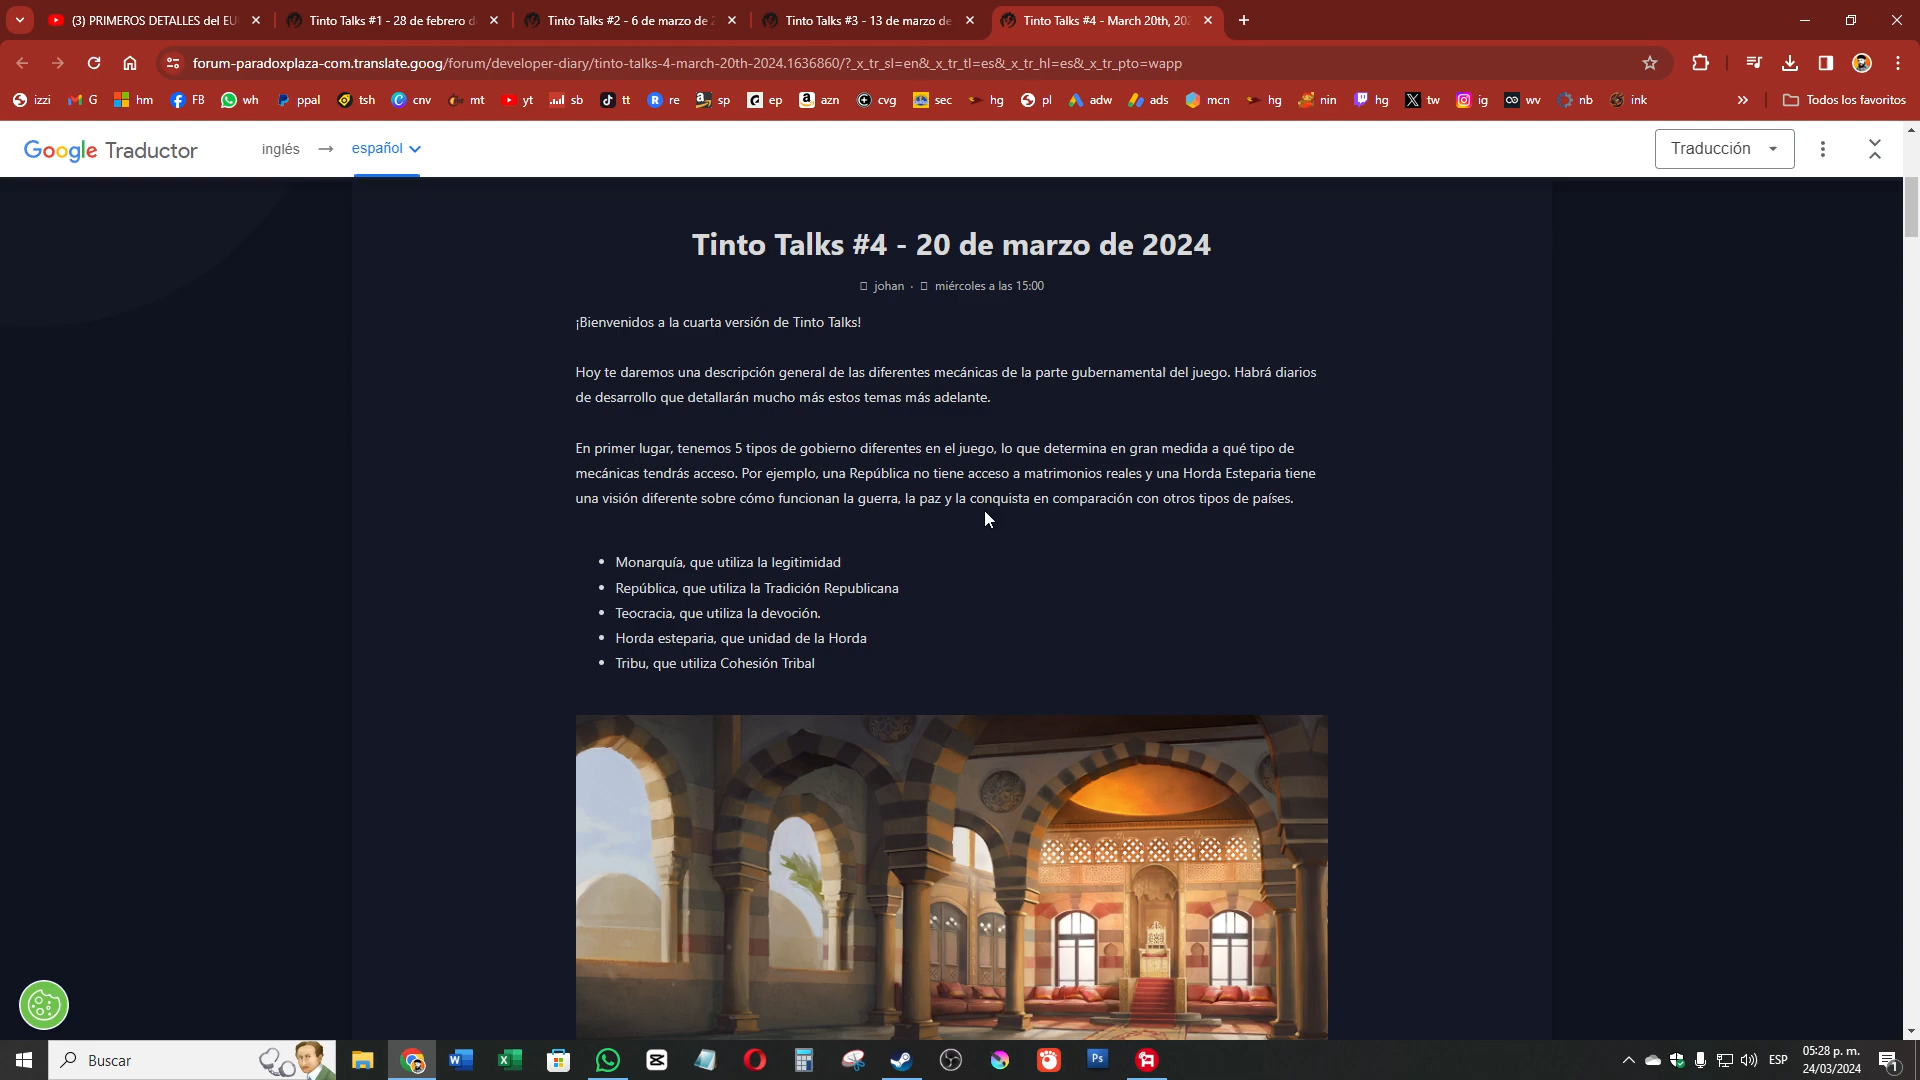 (3) PRIMEROS DETALLES del EU
Tinto Talks #1 - 28 de febrero d
Tinto Talks #2 - 6 de marzo de 2
Tinto Talks #3 - 13 de marzo de
Tinto Talks #4 - March 20th, 202
forum-paradoxplaza-com.translate.goog/forum/developer-diary/tinto-talks-4-march-20th-2024.1636860/?_x_tr_sl=en&_x_tr_tl=es&_x_tr_hl=es&_x_tr_pto=wapp
izzi G hm FB wh ppal tsh cnv mt yt sb tt re sp ep azn cvg sec hg pl adw ads mcn hg nin hg tw ig wv nb ink » Todos los favoritos
Google Traductor inglés → español Traducción
Tinto Talks #4 - 20 de marzo de 2024
johan · miércoles a las 15:00
¡Bienvenidos a la cuarta versión de Tinto Talks!
Hoy te daremos una descripción general de las diferentes mecánicas de la parte gubernamental del juego. Habrá diarios
de desarrollo que detallarán mucho más estos temas más adelante.
En primer lugar, tenemos 5 tipos de gobierno diferentes en el juego, lo que determina en gran medida a qué tipo de
mecánicas tendrás acceso. Por ejemplo, una República no tiene acceso a matrimonios reales y una Horda Esteparia tiene
una visión diferente sobre cómo funcionan la guerra, la paz y la conquista en comparación con otros tipos de países.
• Monarquía, que utiliza la legitimidad
• República, que utiliza la Tradición Republicana
• Teocracia, que utiliza la devoción.
• Horda esteparia, que unidad de la Horda
• Tribu, que utiliza Cohesión Tribal
Buscar
ESP
05:28 p. m.
24/03/2024
1